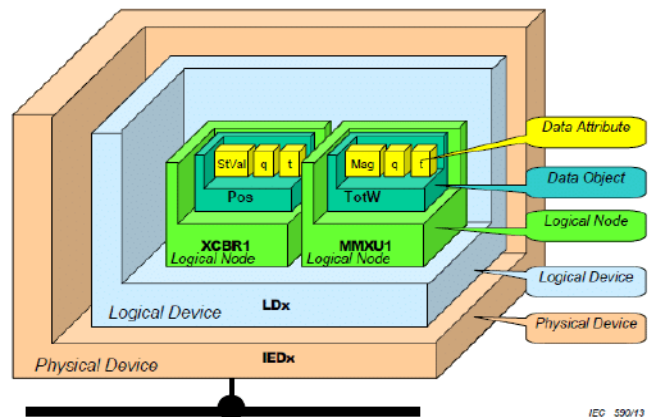 Data Attribute
StVal q t
Mag q t
Pos
TotW
Data Object
XCBR1
Logical Node
MMXU1
Logical Node
Logical Node
Logical Device
LDx
Logical Device
Physical Device
IEDx
Physical Device
IEC 590/13